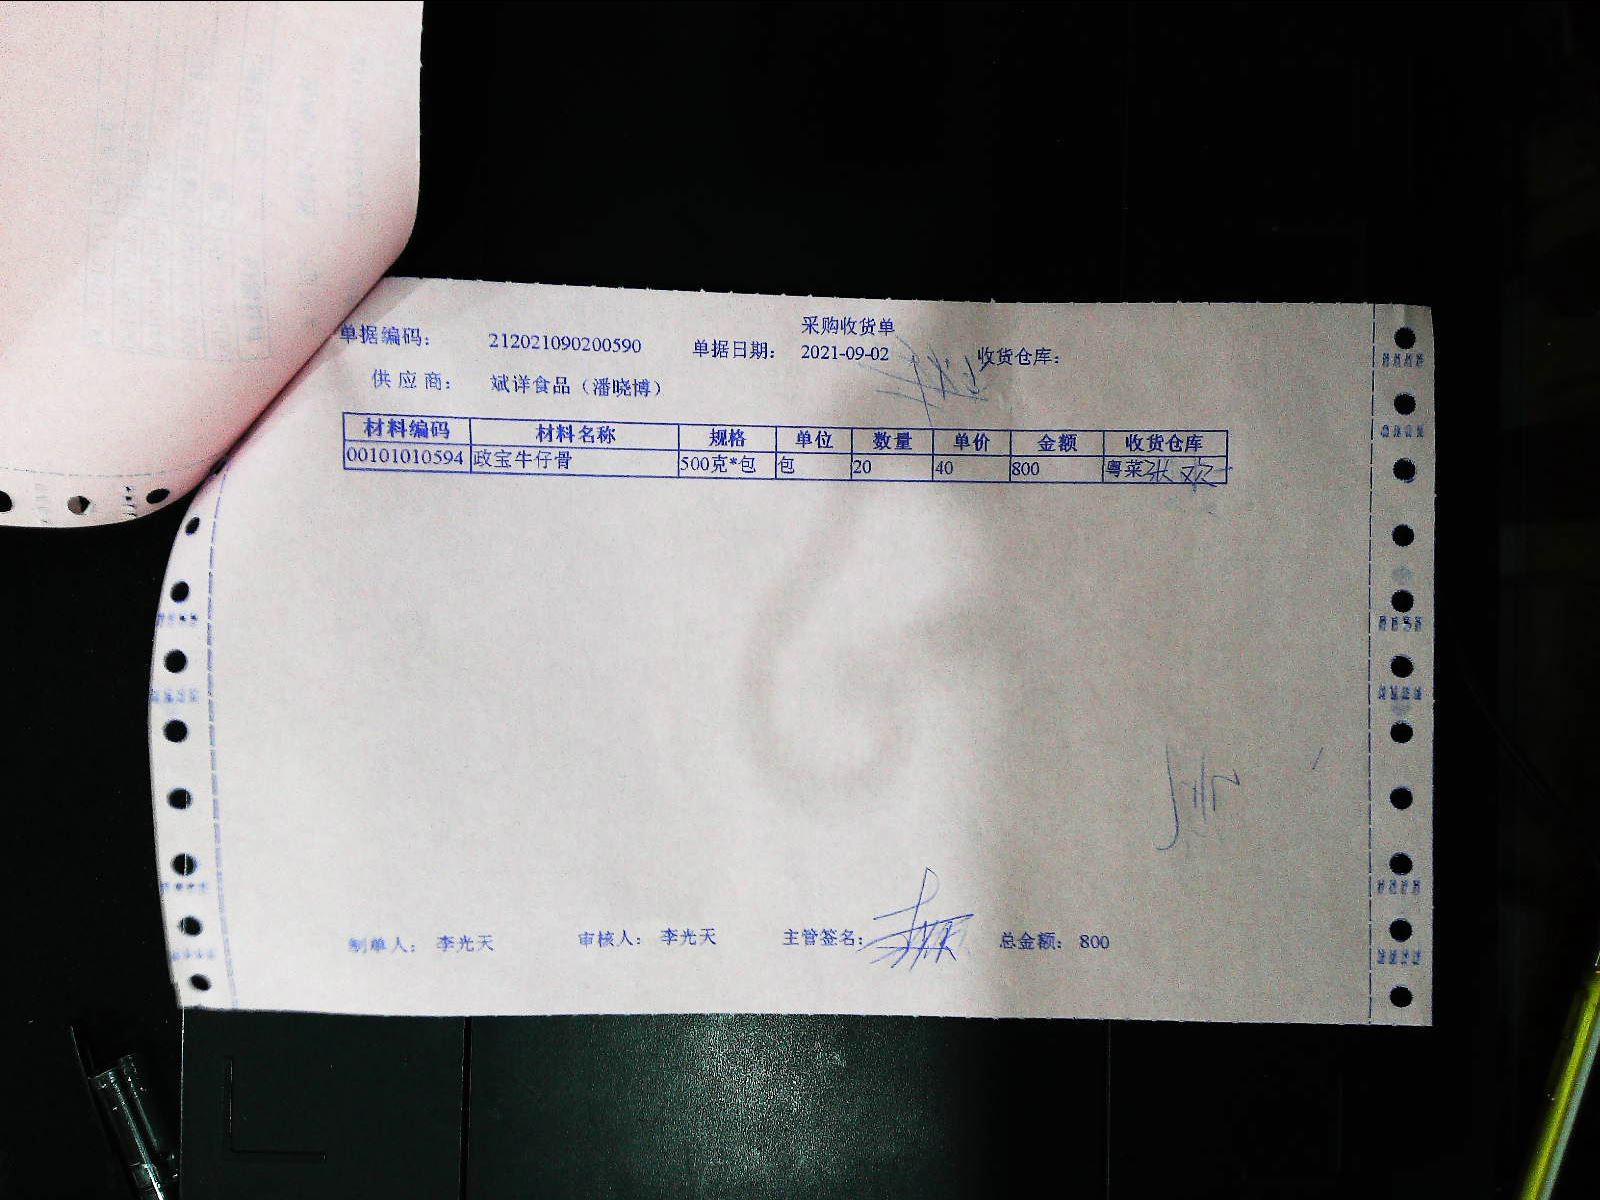 采购收货单
单据编码： 212021090200590 单据日期： 2021-09-02 收货仓库：
供应商： 斌洋食品（潘晓博）
材料编码 材料名称 规格 单位 数量 单价 金额 收货仓库
00101010594 政宝牛仔骨 500克*包 包 20 40 800 粤菜
制单人： 李光天 审核人： 李光天 主管签名： 总金额： 800